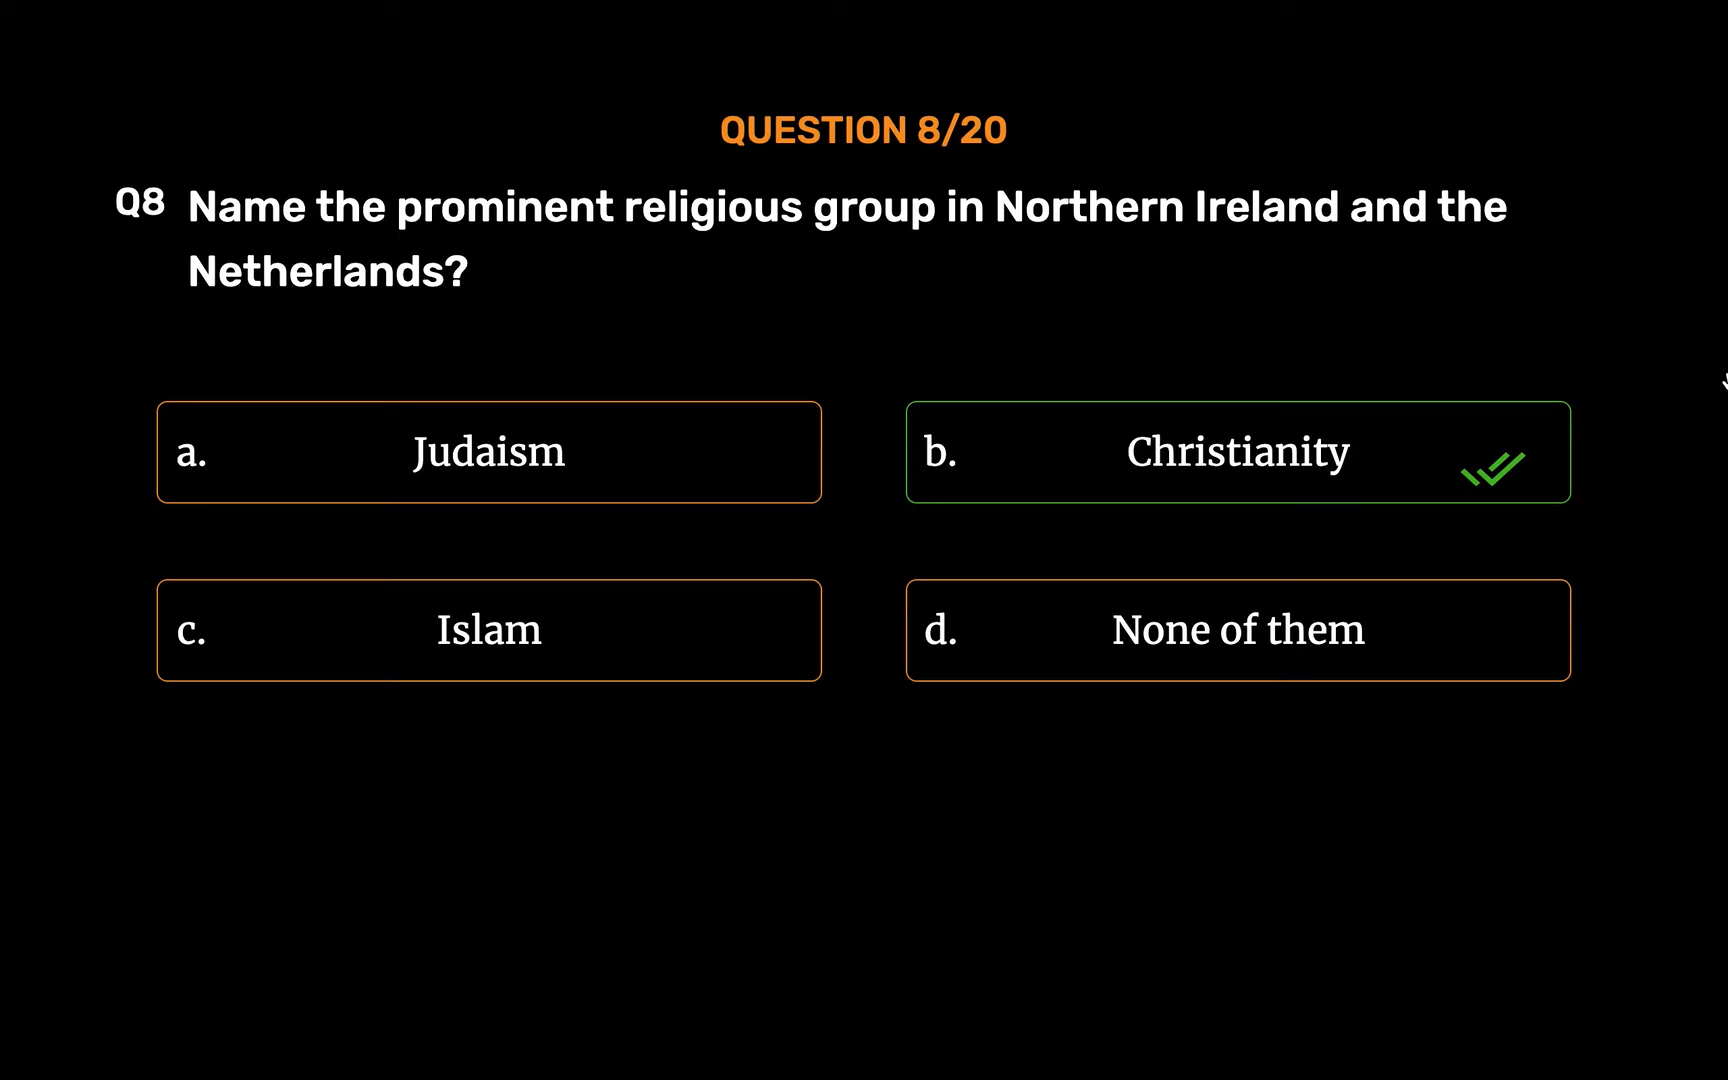 QUESTION 8/20
Q8 Name the prominent religious group in Northern Ireland and the
Netherlands?
a. Judaism
b. Christianity
c. Islam
d. None of them